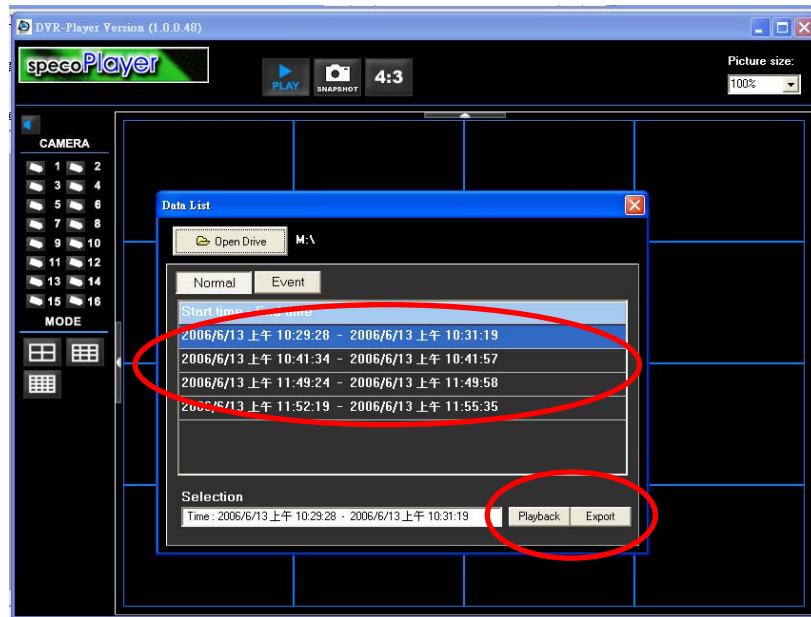 DVR-Player Version (1.0.0.48)
specoPlayer
PLAY
SNAPSHOT
4:3
Picture size:
100%
CAMERA
1 2
3 4
5 6
7 8
9 10
11 12
13 14
15 16
MODE
Data List
Open Drive
M:\
Normal
Event
Start time - End time
2006/6/13 上午 10:29:28 - 2006/6/13 上午 10:31:19
2006/6/13 上午 10:41:34 - 2006/6/13 上午 10:41:57
2006/6/13 上午 11:49:24 - 2006/6/13 上午 11:49:58
2006/6/13 上午 11:52:19 - 2006/6/13 上午 11:55:35
Selection
Time : 2006/6/13 上午 10:29:28 - 2006/6/13 上午 10:31:19
Playback
Export